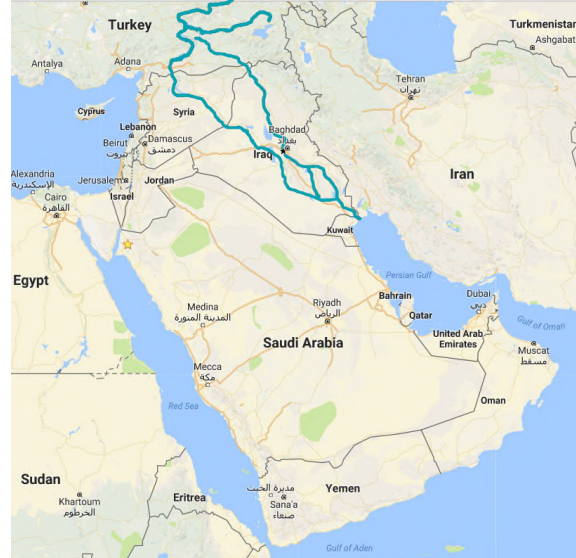 Turkey
Turkmenistan
Ashgabat
Antalya
Adana
Tehran
تهران
Cyprus
Syria
Lebanon
Beirut
بيروت
Damascus
دمشق
Baghdad
بغداد
Iraq
Iran
Alexandria
الإسكندرية
Jerusalem
Jordan
Israel
Cairo
القاهرة
Kuwait
Egypt
Persian Gulf
Medina
المدينة المنورة
Riyadh
الرياض
Bahrain
Qatar
Dubai
دبي
Gulf of Oman
United Arab
Emirates
Muscat
مسقط
Saudi Arabia
Mecca
مكة
Oman
Red Sea
Sudan
Khartoum
الخرطوم
Eritrea
مديرة الحبت
Sana'a
صنعاء
Yemen
Gulf of Aden